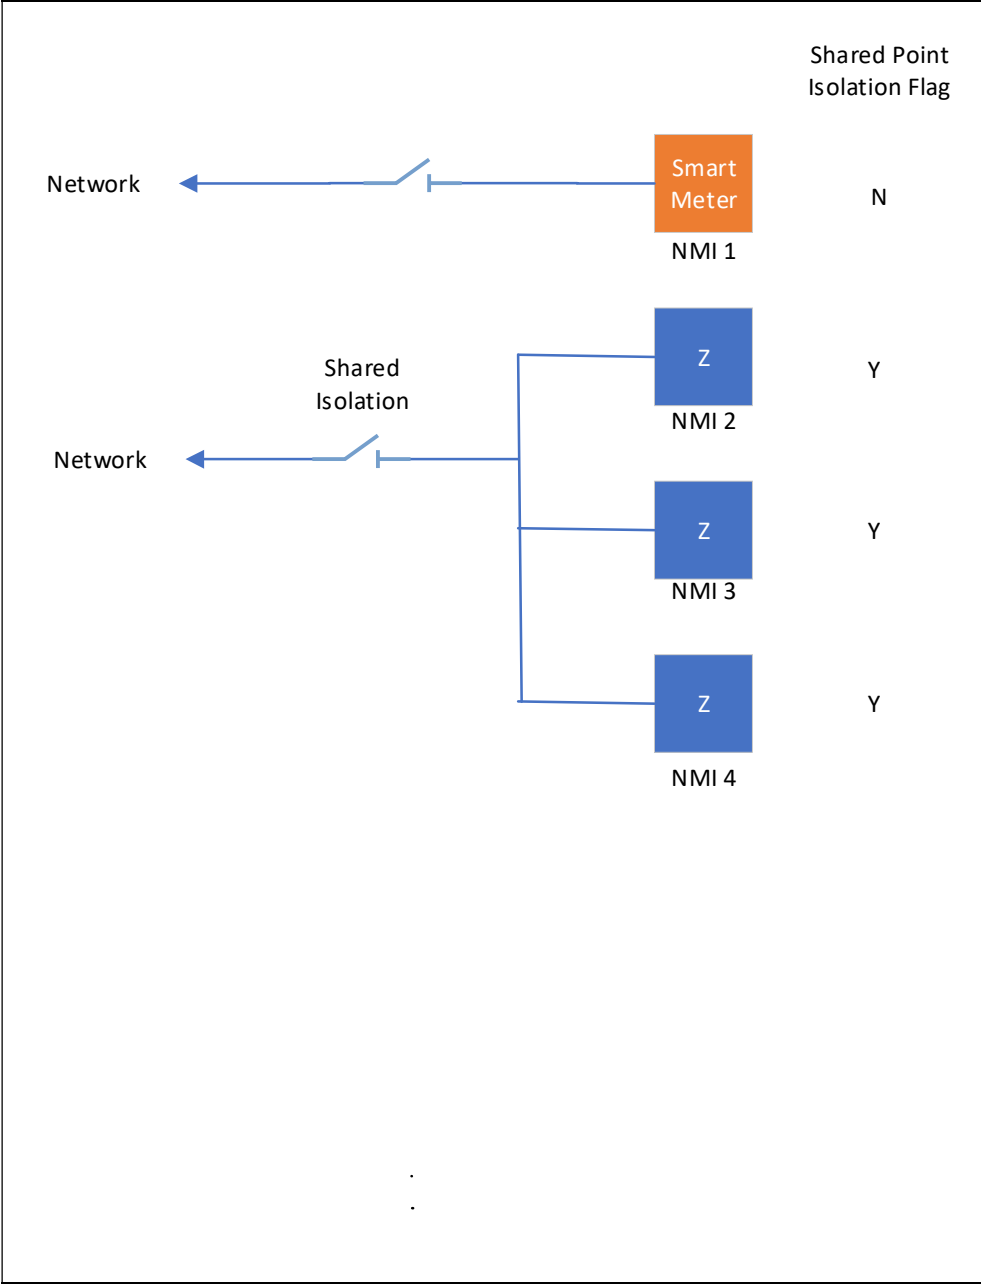 Shared Point
Isolation Flag
Network
Smart
Meter
N
NMI 1
Z
Y
NMI 2
Shared
Isolation
Network
Z
Y
NMI 3
Z
Y
NMI 4
.
.